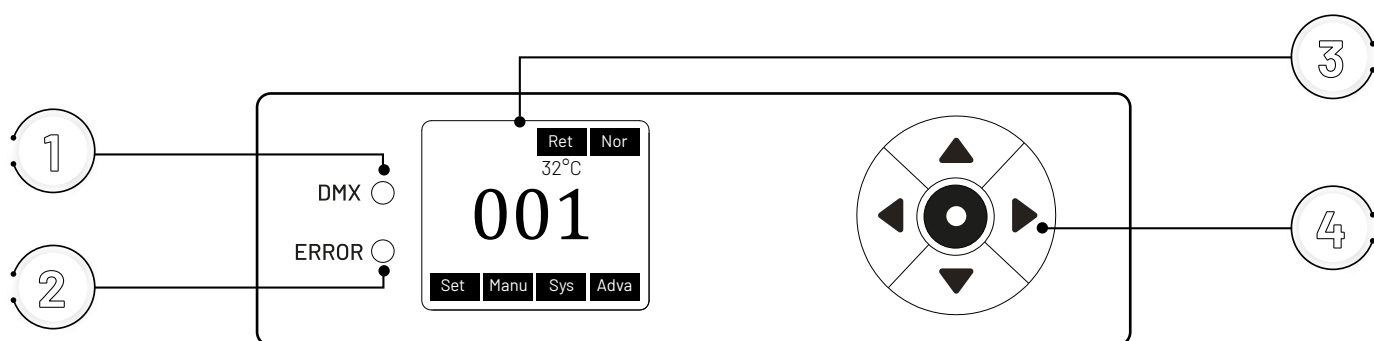 3
Ret Nor
1
32°C
DMX
001
4
ERROR
2
Set Manu Sys Adva